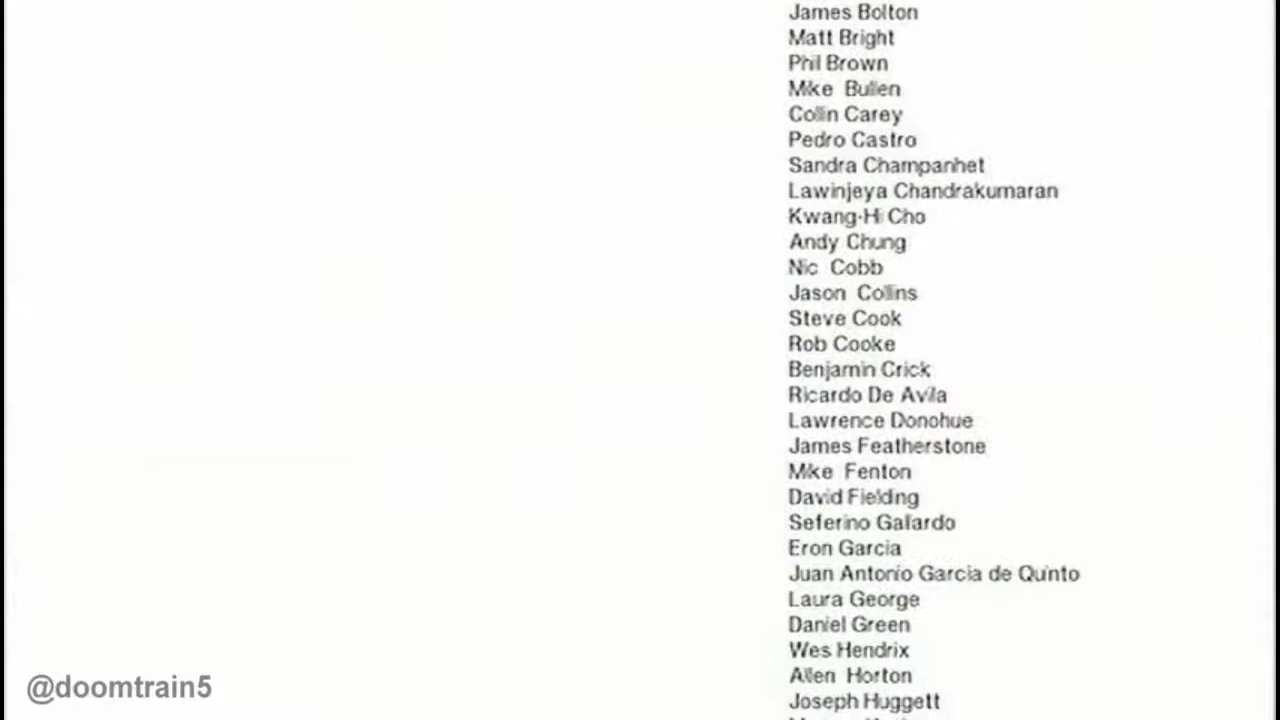 James Bolton
Matt Bright
Phil Brown
Mike Bullen
Collin Carey
Pedro Castro
Sandra Champanhet
Lawinjeya Chandrakumaran
Kwang-Hi Cho
Andy Chung
Nic Cobb
Jason Collins
Steve Cook
Rob Cooke
Benjamin Crick
Ricardo De Avila
Lawrence Donohue
James Featherstone
Mike Fenton
David Fielding
Seferino Gallardo
Eron Garcia
Juan Antonio Garcia de Quinto
Laura George
Daniel Green
Wes Hendrix
Allen Horton
Joseph Huggett
@doomtrain5